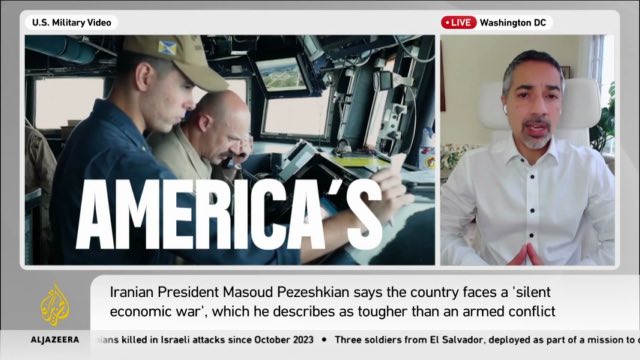 U.S. Military Video
LIVE Washington DC
AMERICA'S
Iranian President Masoud Pezeshkian says the country faces a 'silent
economic war', which he describes as tougher than an armed conflict
ALJAZEERA
killed in Israeli attacks since October 2023 • Three soldiers from El Salvador, deployed as part of a mission to